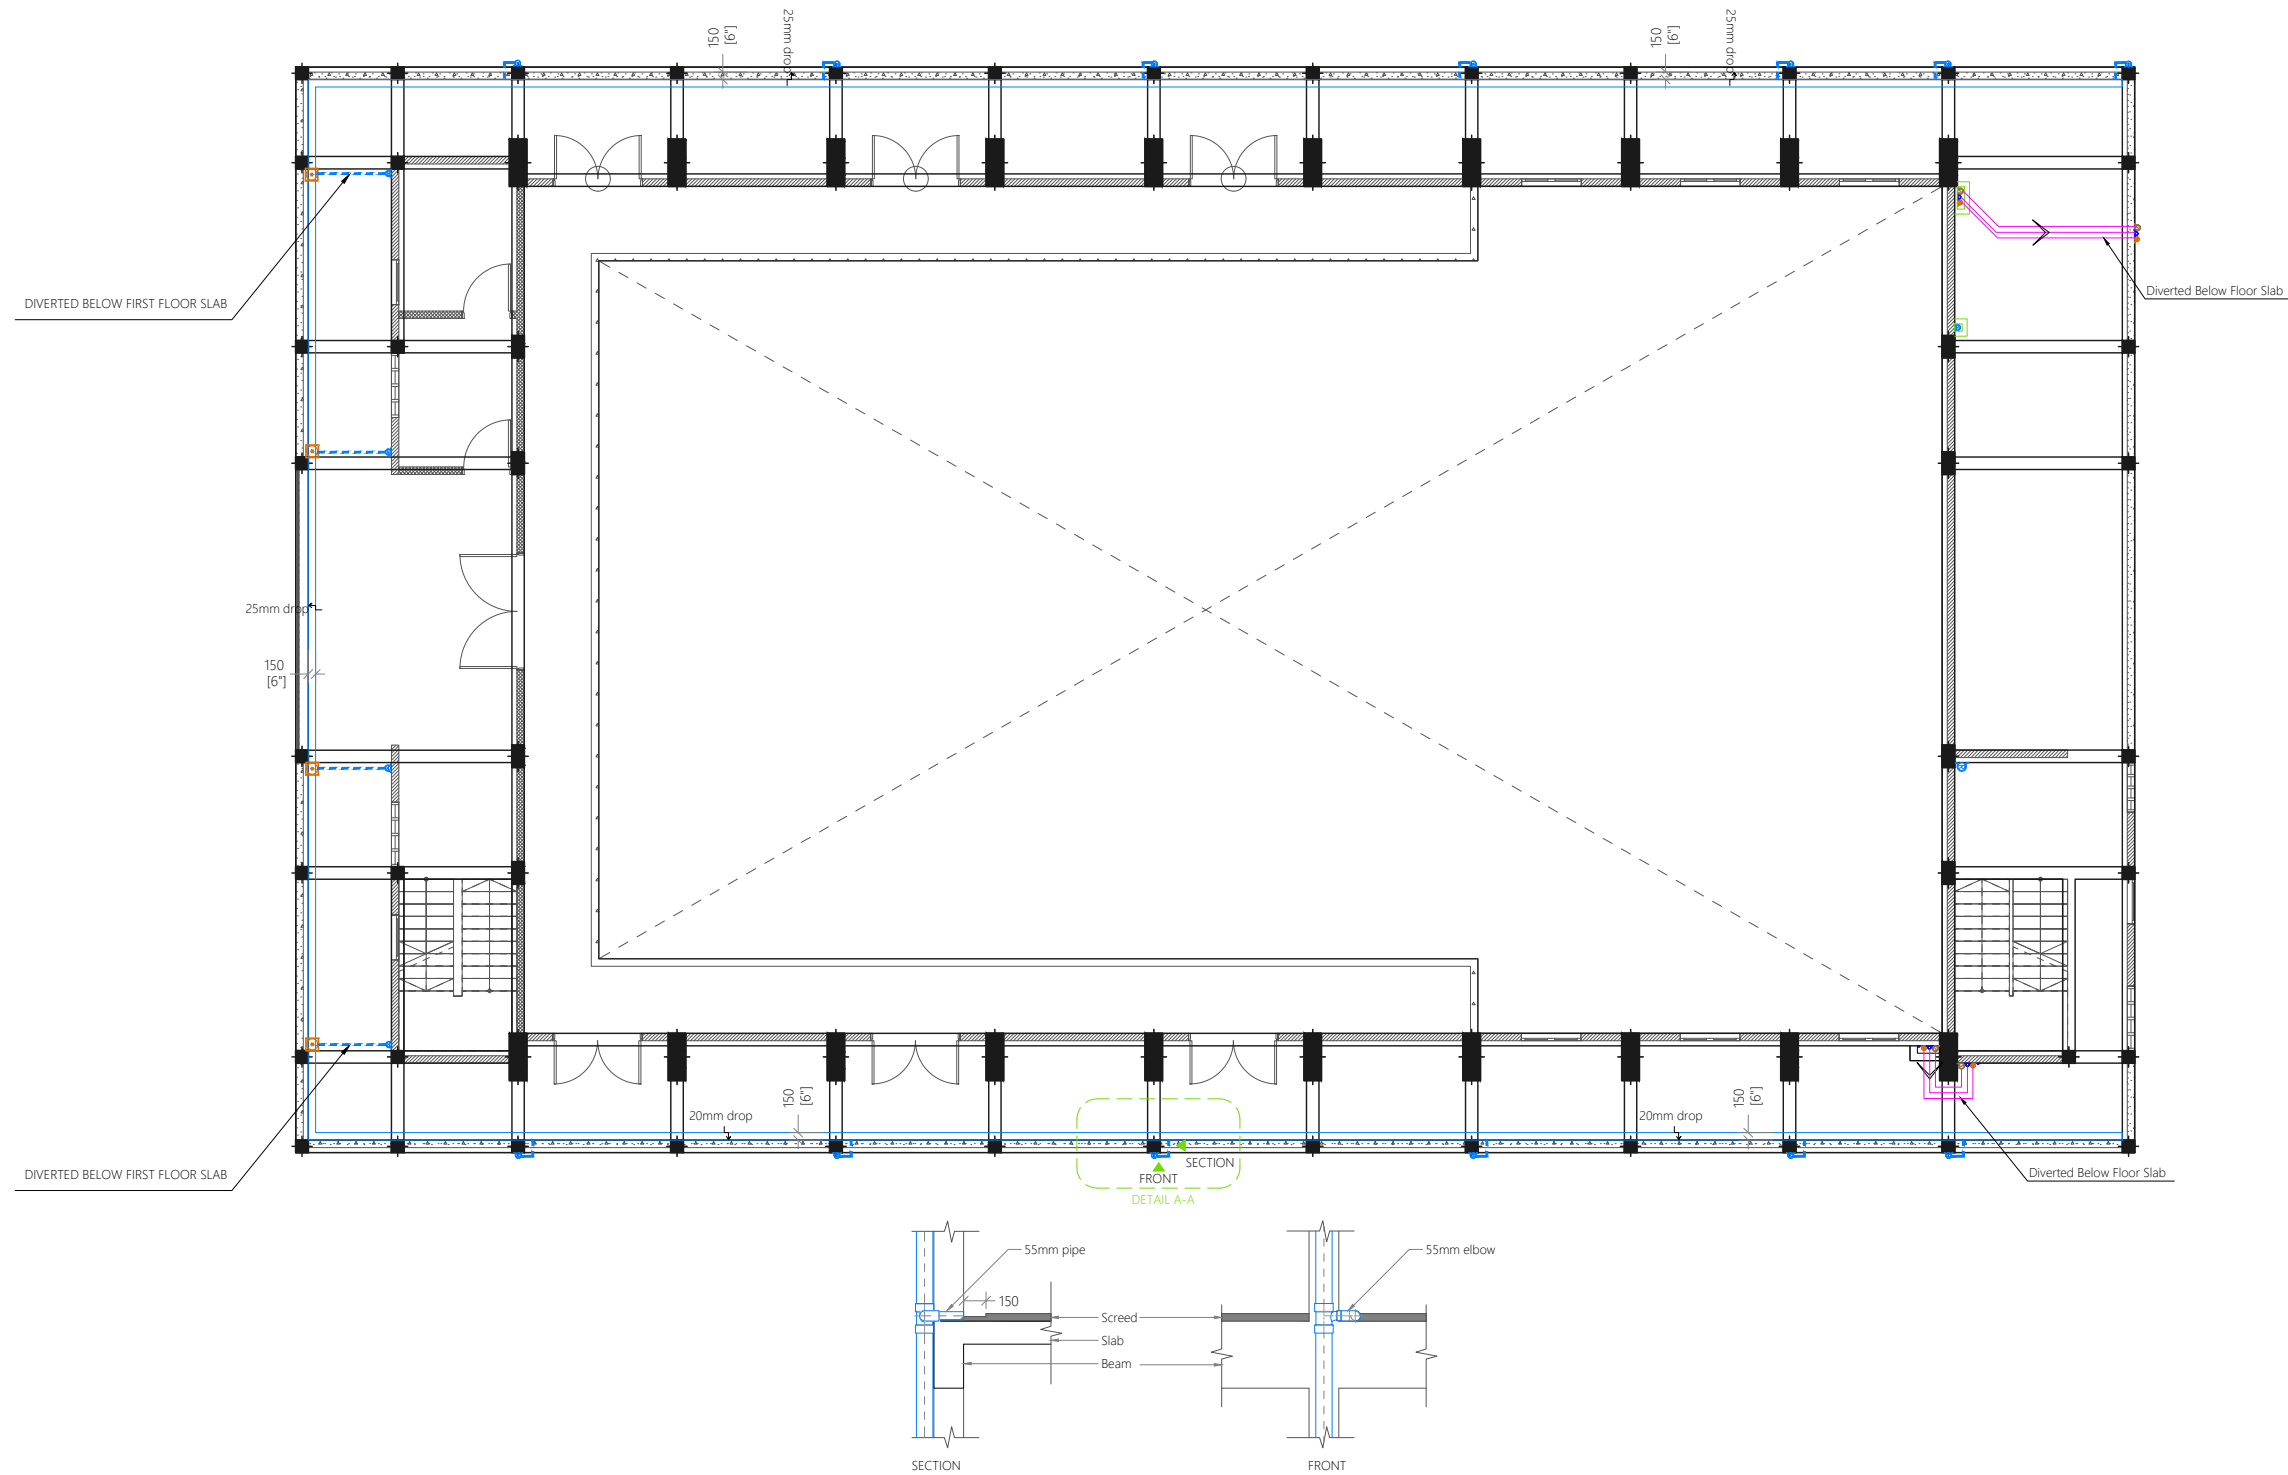 150
[6"]
25mm drop
150
[6"]
25mm drop
DIVERTED BELOW FIRST FLOOR SLAB
Diverted Below Floor Slab
25mm drop
150
[6"]
20mm drop
150
[6"]
20mm drop
150
[6"]
SECTION
FRONT
DETAIL A-A
DIVERTED BELOW FIRST FLOOR SLAB
Diverted Below Floor Slab
55mm pipe
55mm elbow
150
Screed
Slab
Beam
SECTION
FRONT